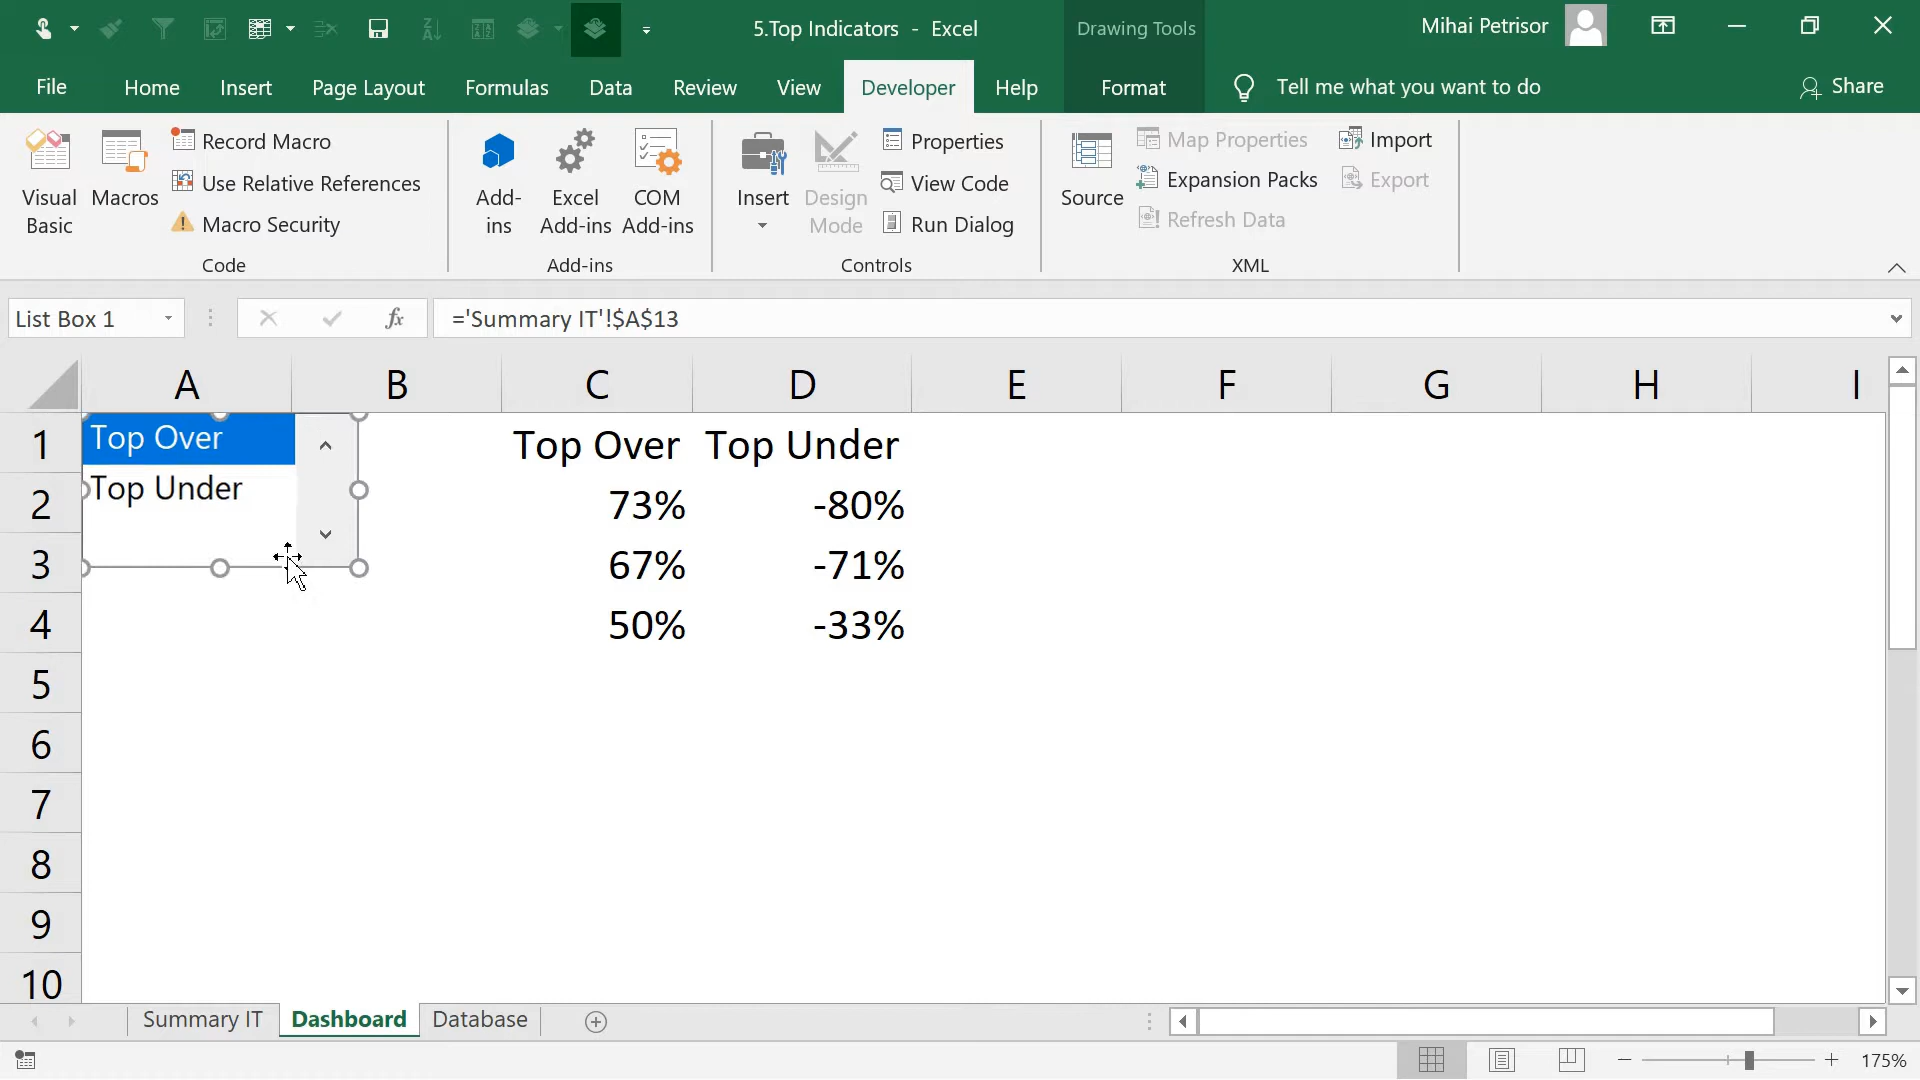 5.Top Indicators - Excel
Drawing Tools
Mihai Petrisor
File Home Insert Page Layout Formulas Data Review View Developer Help Format Tell me what you want to do Share
Visual Basic
Macros
Record Macro
Use Relative References
Macro Security
Code
Add-ins
Excel Add-ins
COM Add-ins
Add-ins
Insert
Design Mode
Properties
View Code
Run Dialog
Controls
Source
Map Properties
Expansion Packs
Refresh Data
Import
Export
XML
List Box 1 fx ='Summary IT'!$A$13
A B C D E F G H I
Top Over
Top Under
1 Top Over Top Under
2 73% -80%
3 67% -71%
4 50% -33%
5
6
7
8
9
10
Summary IT Dashboard Database
175%